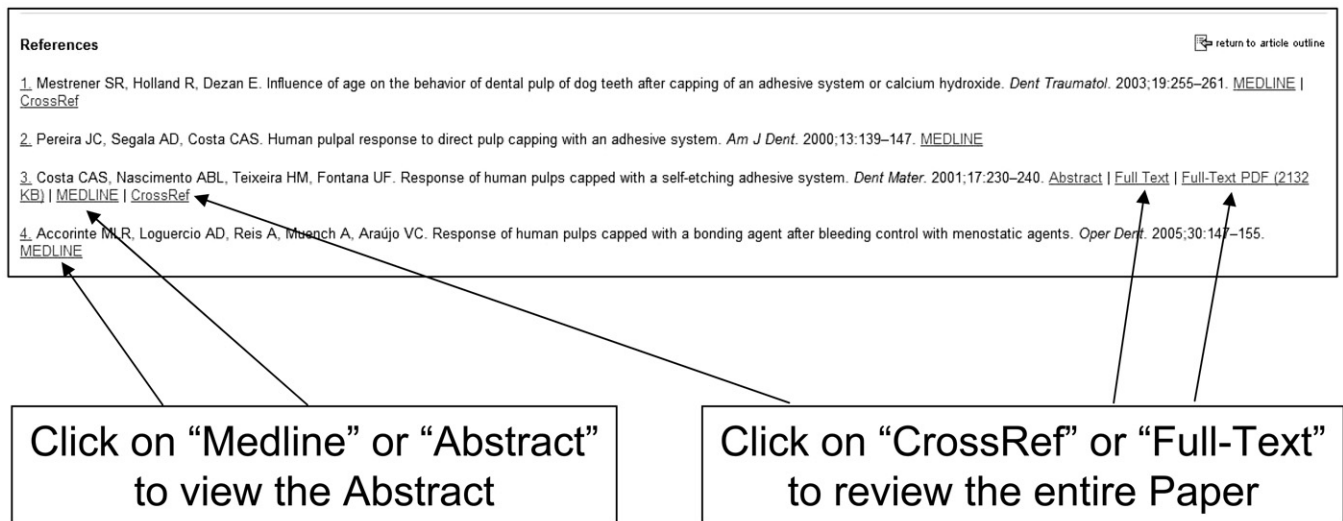 References
return to article outline
1. Mestrener SR, Holland R, Dezan E. Influence of age on the behavior of dental pulp of dog teeth after capping of an adhesive system or calcium hydroxide. Dent Traumatol. 2003;19:255–261. MEDLINE |
CrossRef
2. Pereira JC, Segala AD, Costa CAS. Human pulpal response to direct pulp capping with an adhesive system. Am J Dent. 2000;13:139–147. MEDLINE
3. Costa CAS, Nascimento ABL, Teixeira HM, Fontana UF. Response of human pulps capped with a self-etching adhesive system. Dent Mater. 2001;17:230–240. Abstract | Full Text | Full-Text PDF (2132
KB) | MEDLINE | CrossRef
4. Accorinte MLR, Loguercio AD, Reis A, Muench A, Araújo VC. Response of human pulps capped with a bonding agent after bleeding control with menostatic agents. Oper Dent. 2005;30:147–155.
MEDLINE
Click on “Medline” or “Abstract”
to view the Abstract
Click on “CrossRef” or “Full-Text”
to review the entire Paper